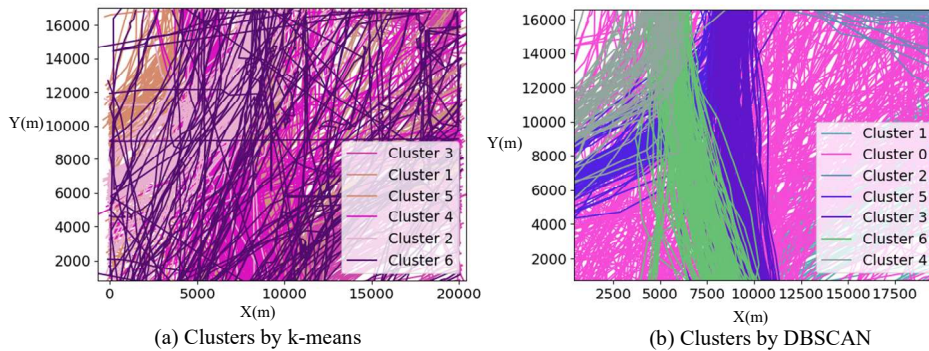 16000
14000
12000
Y(m)
10000
8000
6000
4000
2000
Cluster 3
Cluster 1
Cluster 5
Cluster 4
Cluster 2
Cluster 6
0 5000 10000 15000 20000
X(m)
(a) Clusters by k-means
16000
14000
12000
10000
Y(m)
8000
6000
4000
2000
Cluster 1
Cluster 0
Cluster 2
Cluster 5
Cluster 3
Cluster 6
Cluster 4
2500 5000 7500 10000 12500 15000 17500
X(m)
(b) Clusters by DBSCAN